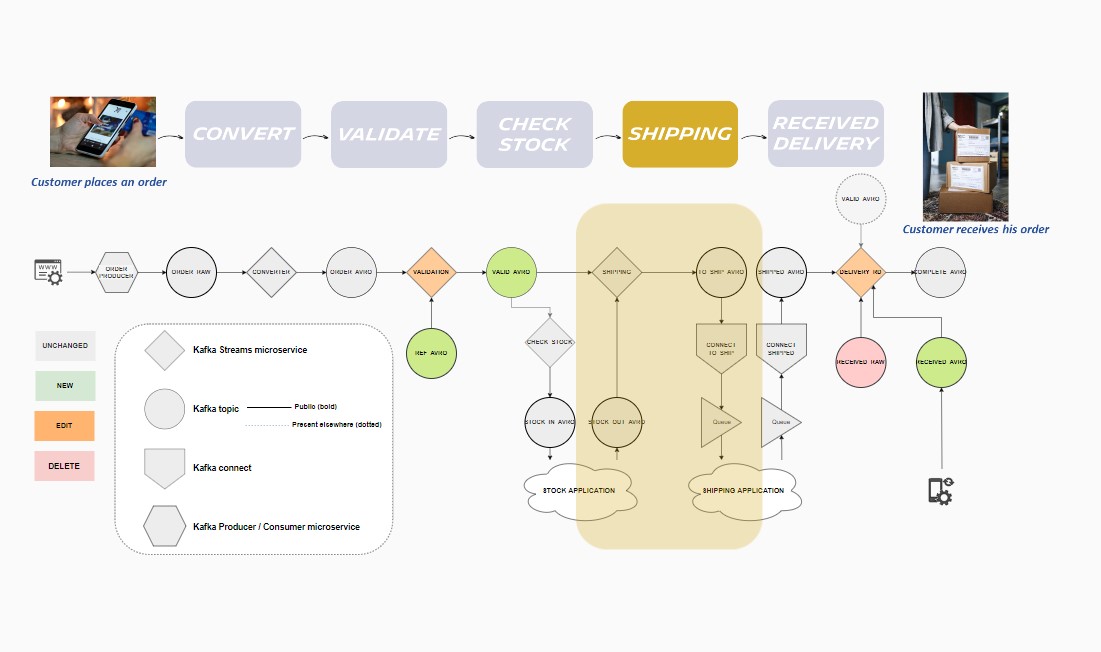 CONVERT
VALIDATE
CHECK
STOCK
SHIPPING
RECEIVED
DELIVERY
Customer places an order
Customer receives his order
VALID AVRO
WWW
ORDER
PRODUCER
ORDER RAW
CONVERTER
ORDER AVRO
VALIDATION
VALID AVRO
SHIPPING
TO SHIP AVRO
SHIPPED AVRO
DELIVERY RD
COMPLETE AVRO
REF AVRO
CHECK STOCK
CONNECT
TO SHIP
CONNECT
SHIPPED
RECEIVED RAW
RECEIVED AVRO
STOCK IN AVRO
STOCK OUT AVRO
Queue
Queue
STOCK APPLICATION
SHIPPING APPLICATION
UNCHANGED
NEW
EDIT
DELETE
Kafka Streams microservice
Kafka topic
Public (bold)
Present elsewhere (dotted)
Kafka connect
Kafka Producer / Consumer microservice